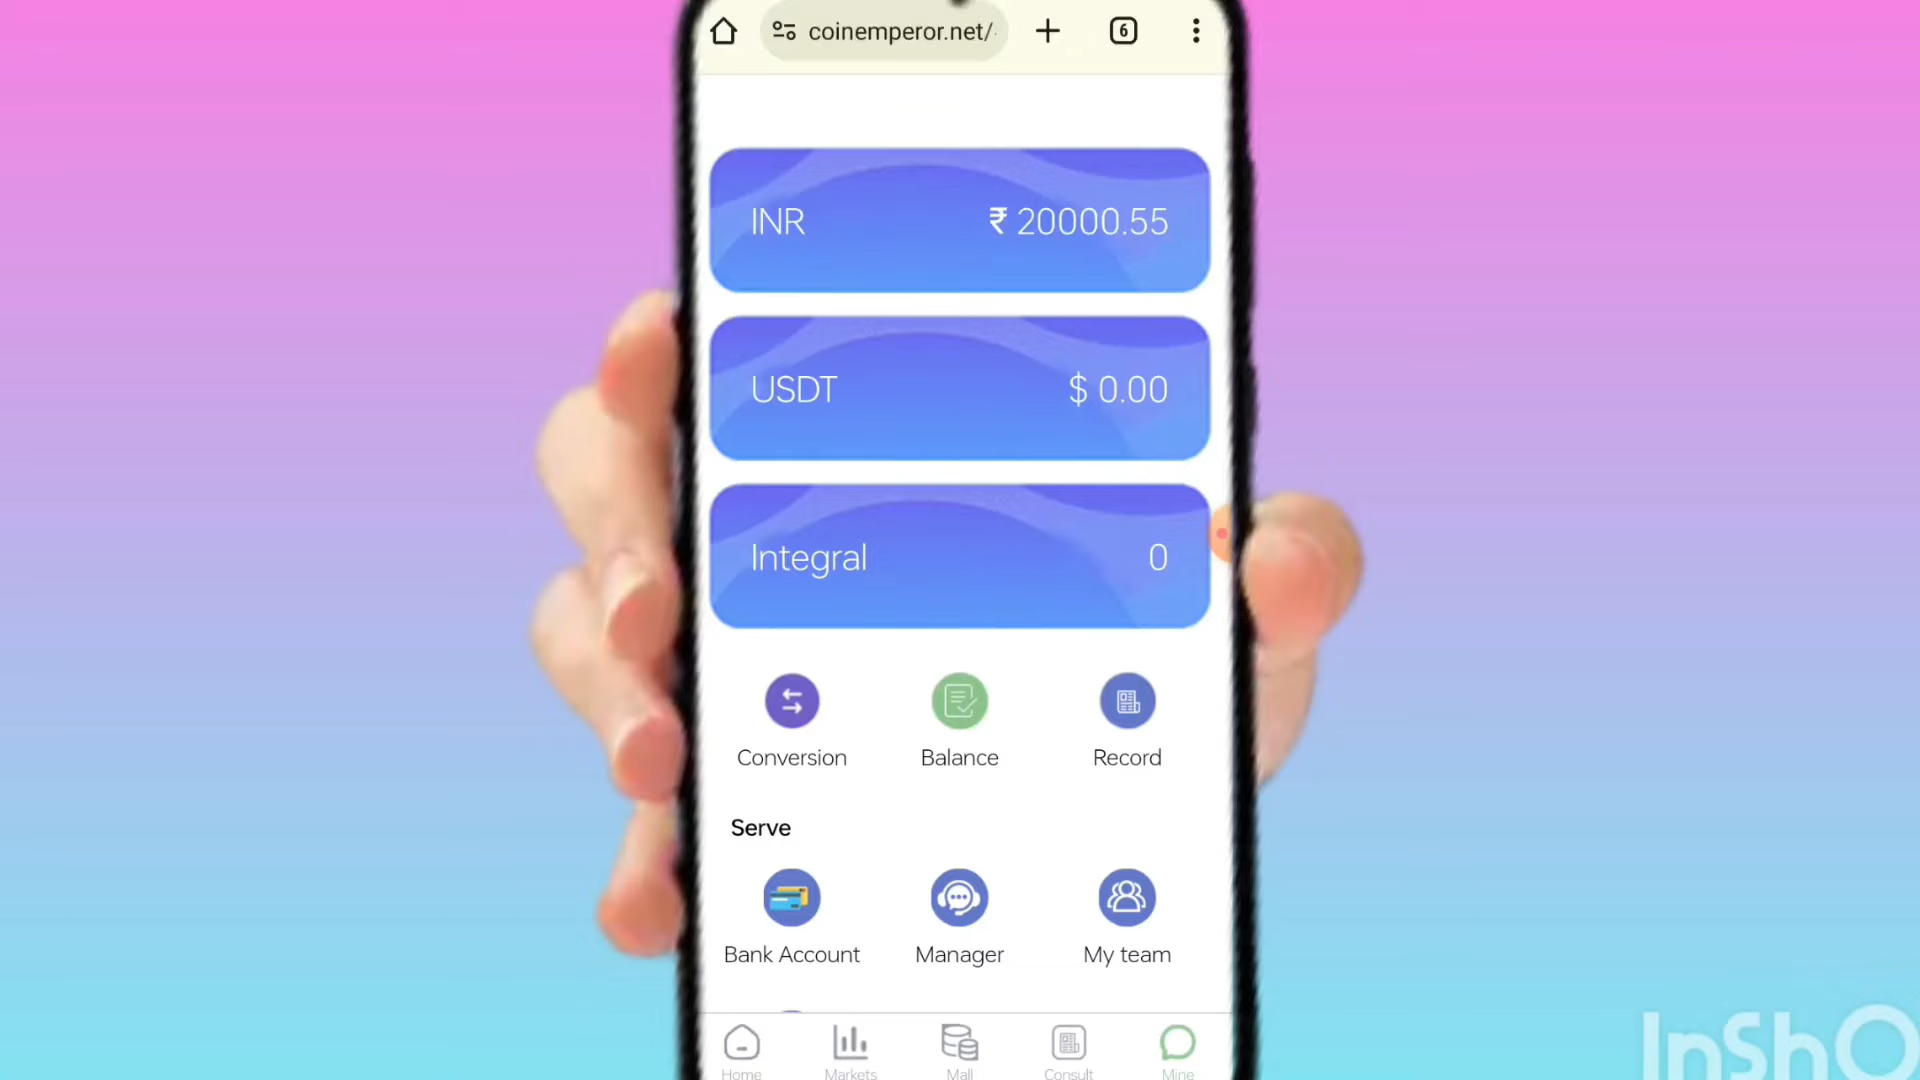 coinemperor.net/
6
INR ₹ 20000.55
USDT $ 0.00
Integral 0
Conversion Balance Record
Serve
Bank Account Manager My team
Home Markets Mall Consult Mine
InShO